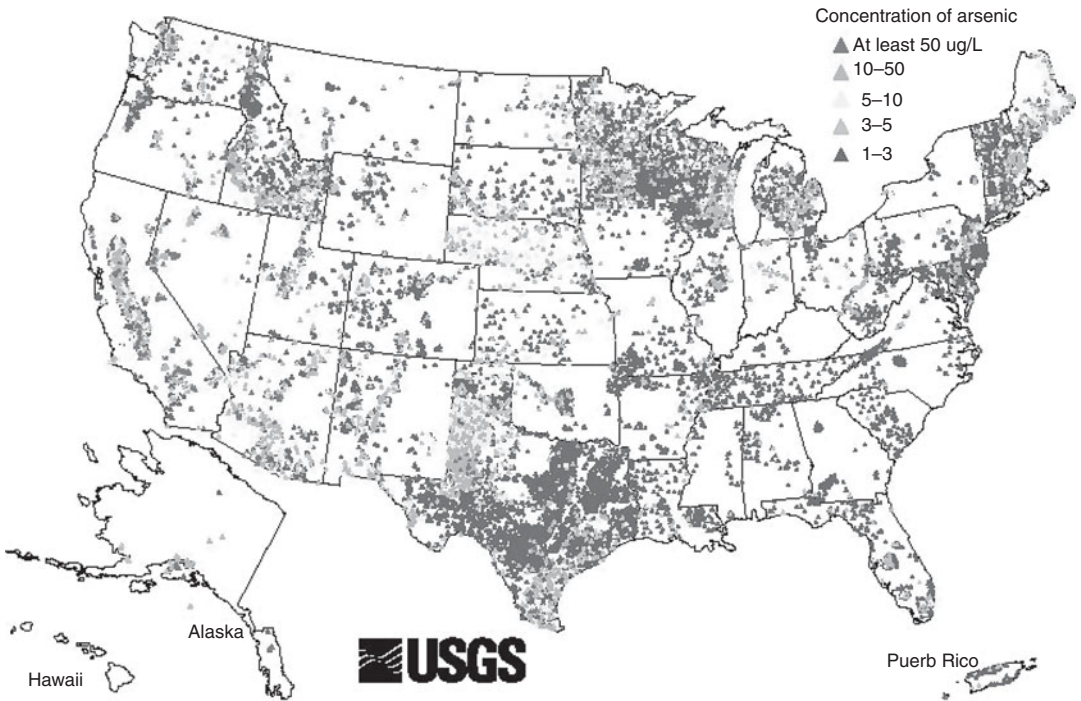 Concentration of arsenic
At least 50 ug/L
10–50
5–10
3–5
1–3
Alaska
Hawaii
USGS
Puerb Rico